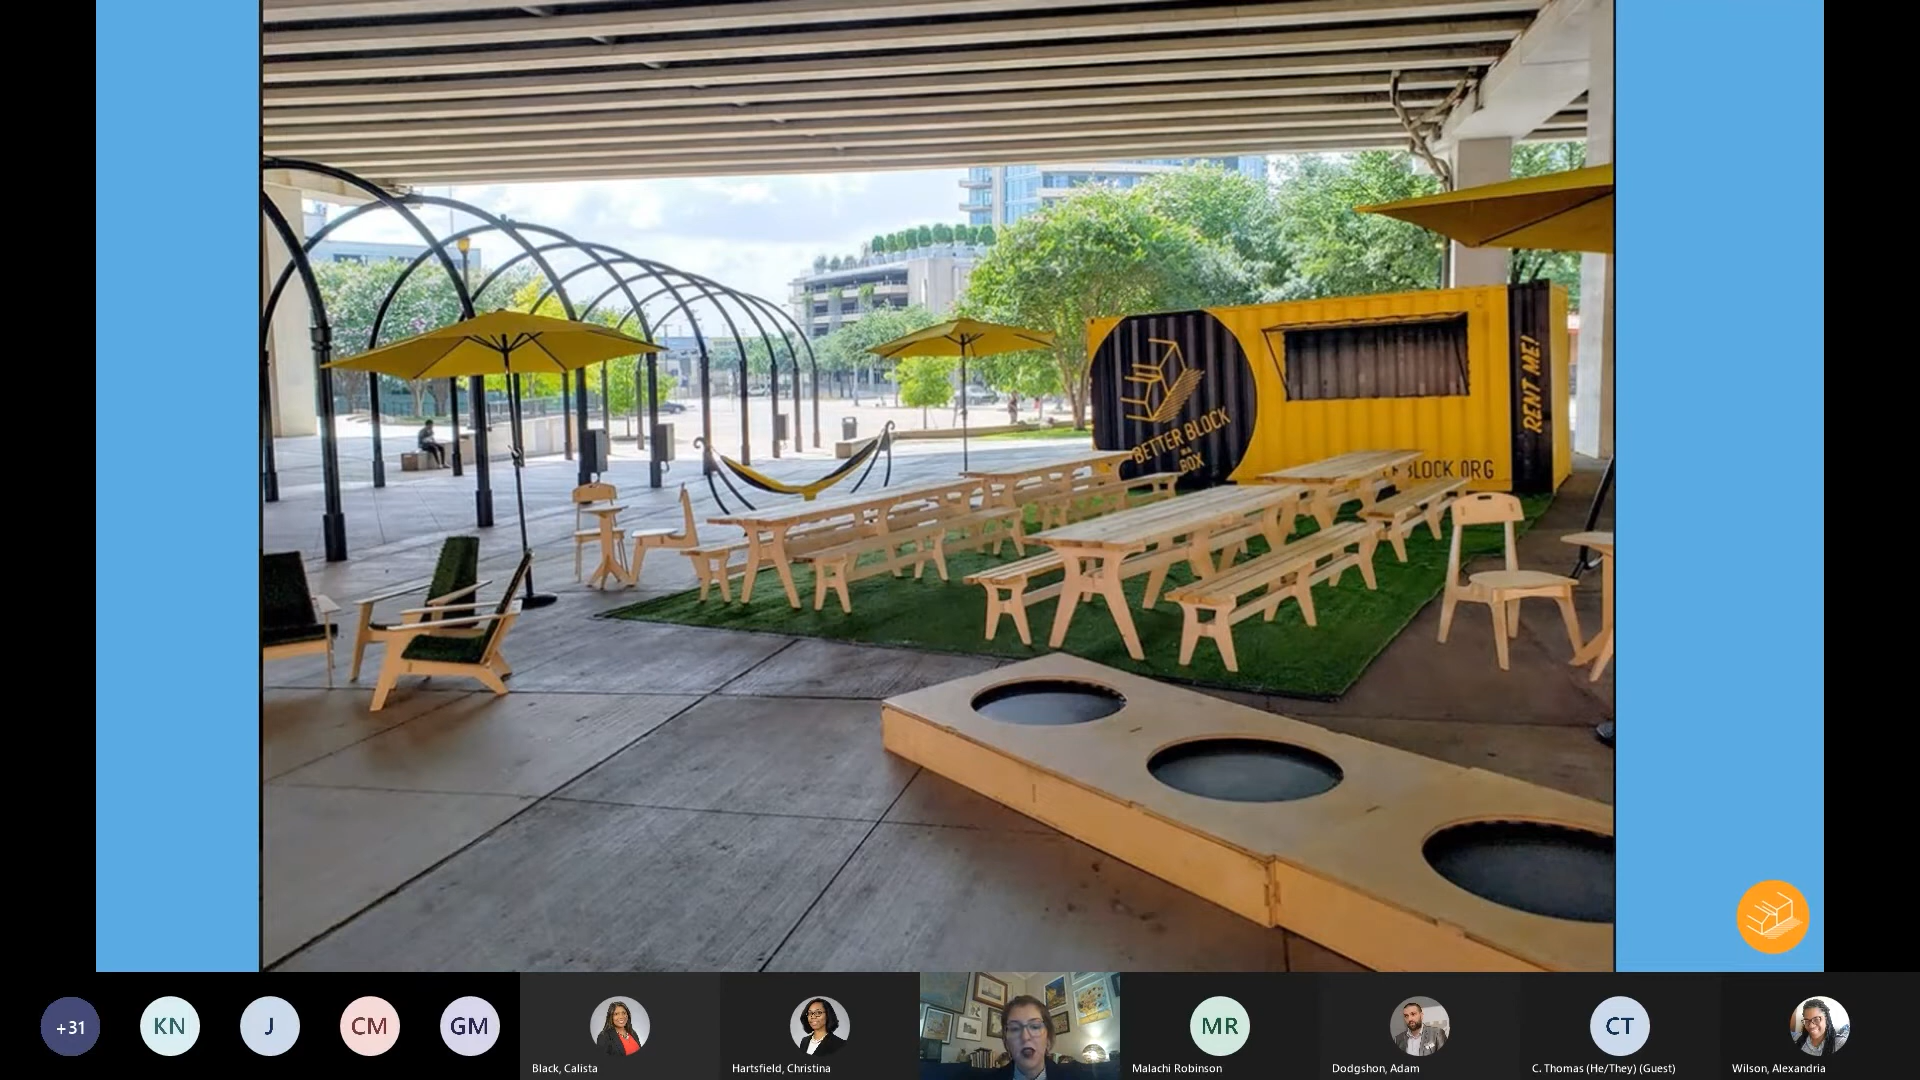 BETTER BLOCK
IN A
BOX
RENT ME!
BLOCK.ORG
+31
KN
J
CM
GM
MR
CT
Black, Calista
Hartsfield, Christina
Malachi Robinson
Dodgshon, Adam
C. Thomas (He/They) (Guest)
Wilson, Alexandria